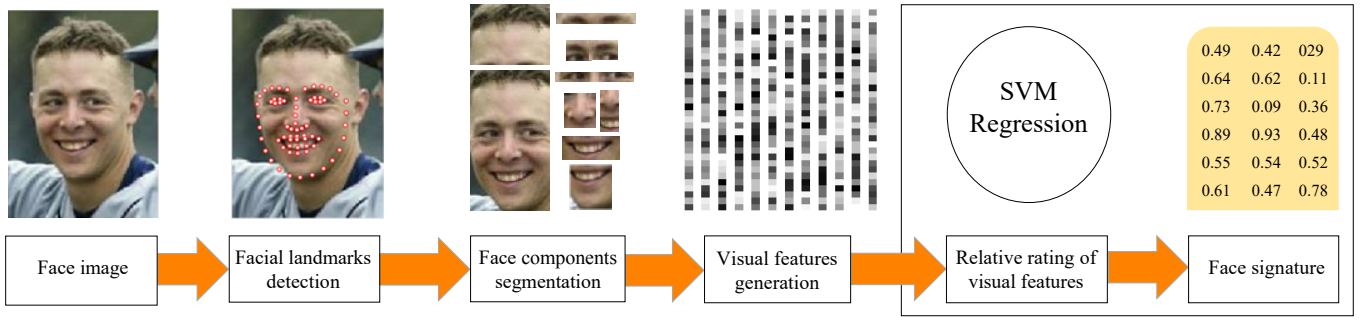 SVM
Regression
0.49 0.42 029
0.64 0.62 0.11
0.73 0.09 0.36
0.89 0.93 0.48
0.55 0.54 0.52
0.61 0.47 0.78
Face image
Facial landmarks
detection
Face components
segmentation
Visual features
generation
Relative rating of
visual features
Face signature